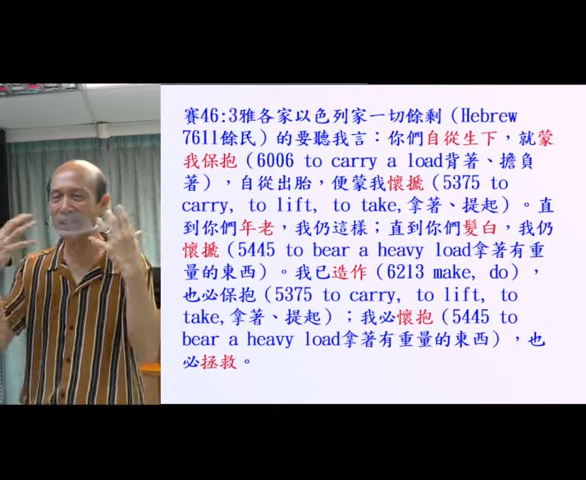 賽46:3雅各家以色列家一切餘剩（Hebrew
7611餘民）的要聽我言：你們自從生下，就蒙
我保抱（6006 to carry a load背著、擔負
著），自從出胎，便蒙我懷搋（5375 to
carry, to lift, to take,拿著、提起）。直
到你們年老，我仍這樣；直到你們髮白，我仍
懷搋（5445 to bear a heavy load拿著有重
量的東西）。我已造作（6213 make, do），
也必保抱（5375 to carry, to lift, to
take,拿著、提起）；我必懷抱（5445 to
bear a heavy load拿著有重量的東西），也
必拯救。